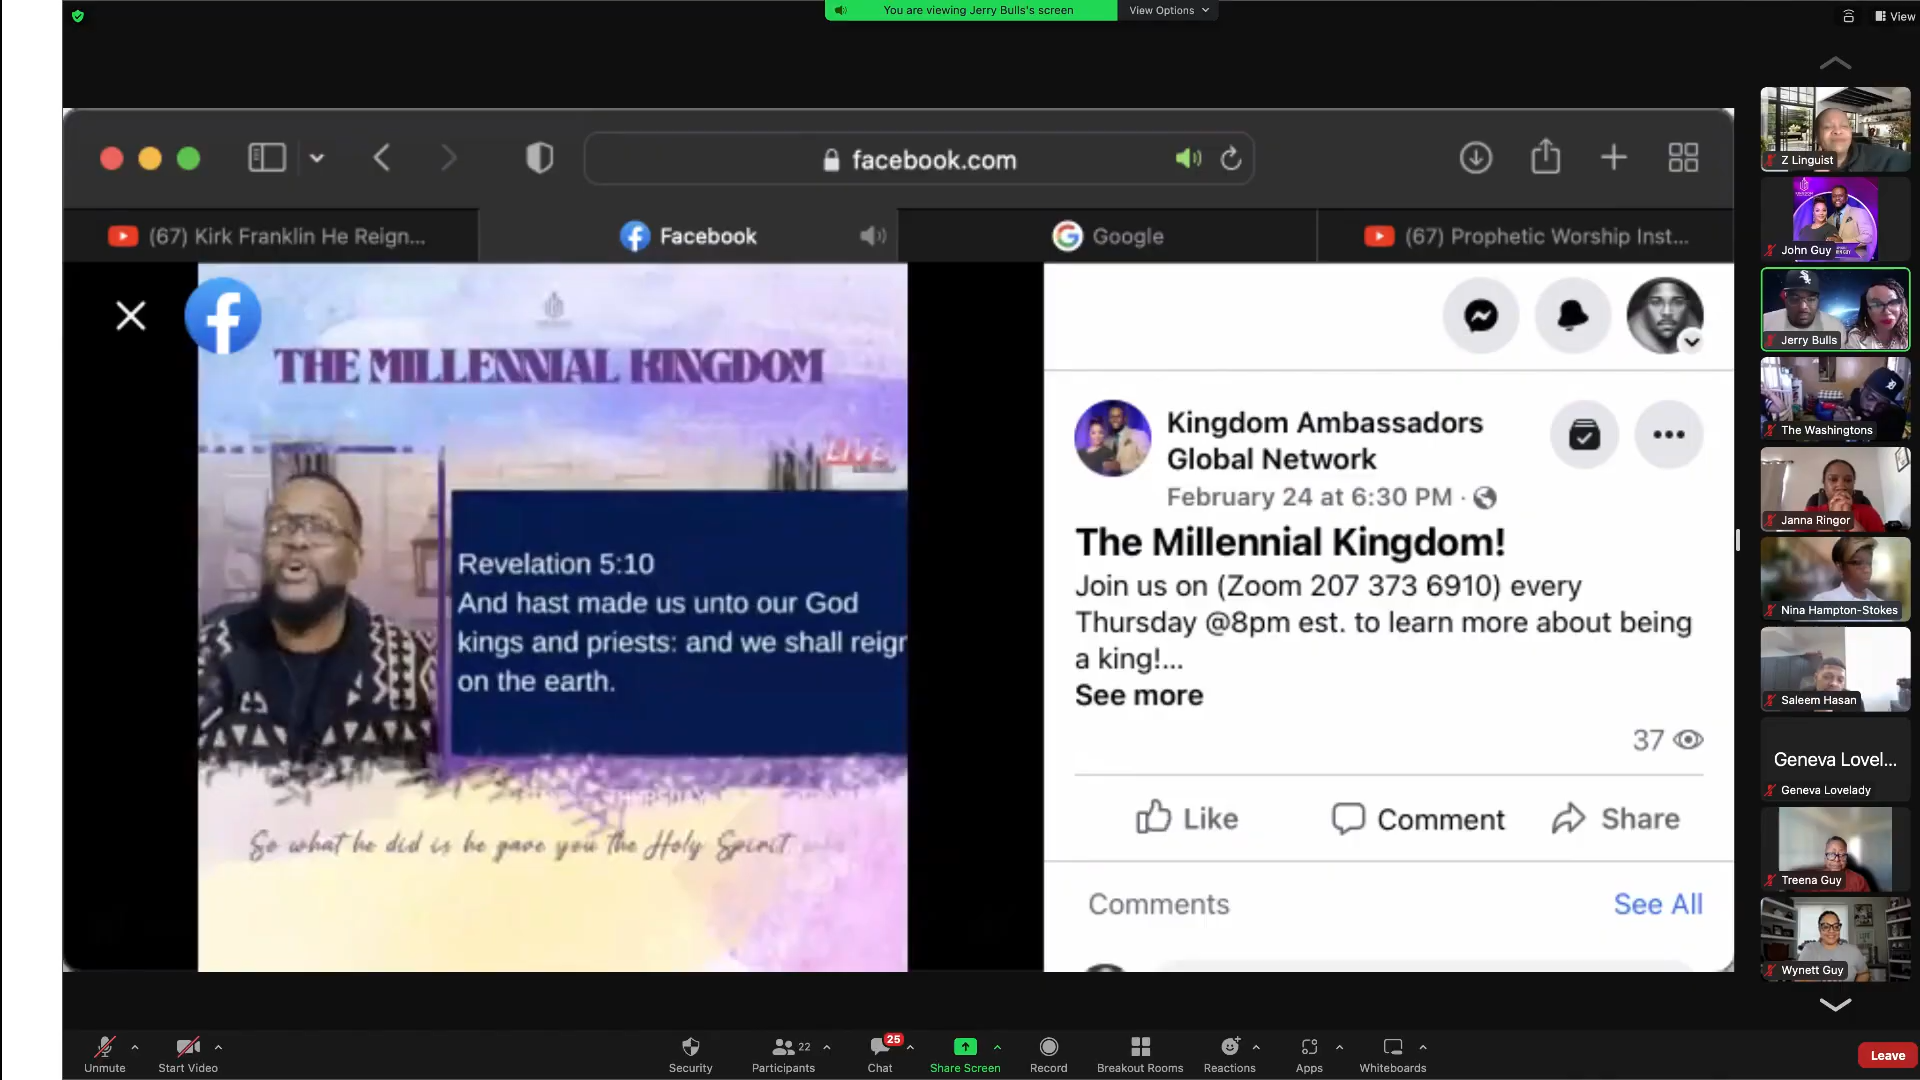 You are viewing Jerry Bulls's screen
View Options
View
facebook.com
(67) Kirk Franklin He Reign...
Facebook
Google
(67) Prophetic Worship Inst...
THE MILLENNIAL KINGDOM
LIVE
Revelation 5:10
And hast made us unto our God
kings and priests: and we shall reign
on the earth.
THURSDAY
So what he did is he gave you the Holy Spirit
Kingdom Ambassadors
Global Network
February 24 at 6:30 PM ·
The Millennial Kingdom!
Join us on (Zoom 207 373 6910) every
Thursday @8pm est. to learn more about being
a king!...
See more
37
Like
Comment
Share
Comments
See All
Z Linguist
John Guy
Jerry Bulls
The Washingtons
Janna Ringor
Nina Hampton-Stokes
Saleem Hasan
Geneva Lovel...
Geneva Lovelady
Treena Guy
Wynett Guy
Unmute
Start Video
Security
22
Participants
25
Chat
Share Screen
Record
Breakout Rooms
Reactions
Apps
Whiteboards
Leave